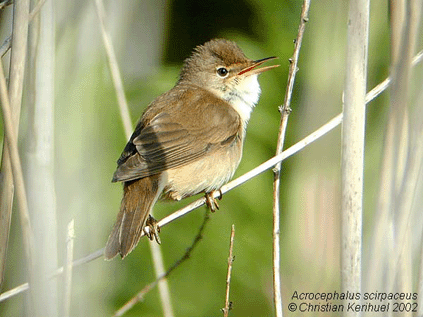 Acrocephalus scirpaceus
©Christian Kerihuel 2002